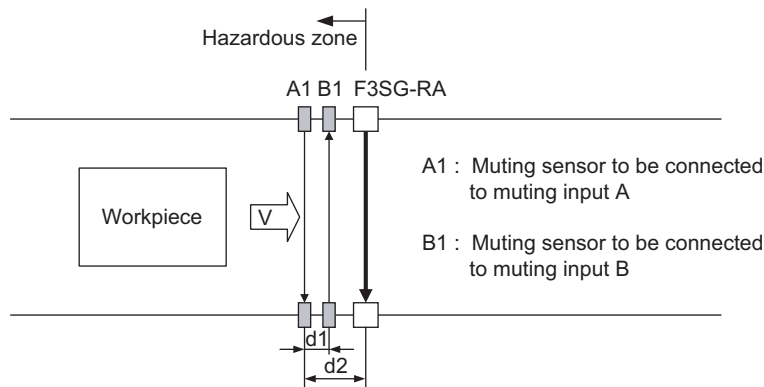 Hazardous zone
A1 B1 F3SG-RA
Workpiece
V
A1 : Muting sensor to be connected
to muting input A
B1 : Muting sensor to be connected
to muting input B
d1
d2